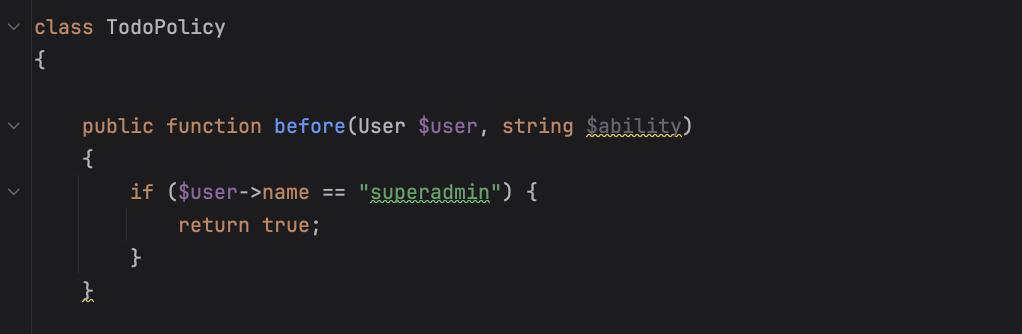 class TodoPolicy
{
public function before(User $user, string $ability)
{
if ($user->name == "superadmin") {
return true;
}
}